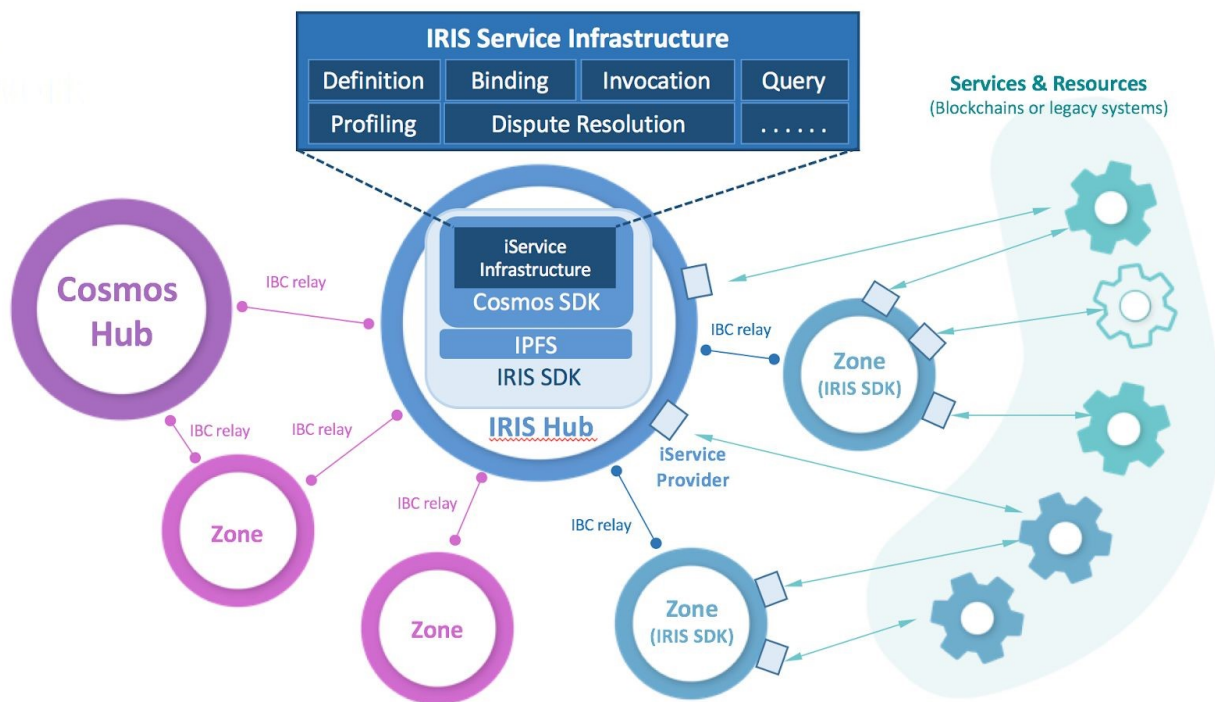 IRIS Service Infrastructure
Definition
Binding
Invocation
Query
Profiling
Dispute Resolution
......
Services & Resources
(Blockchains or legacy systems)
iService
Infrastructure
Cosmos SDK
IPFS
IRIS SDK
IRIS Hub
Cosmos
Hub
IBC relay
IBC relay
IBC relay
IBC relay
IBC relay
IBC relay
iService
Provider
Zone
(IRIS SDK)
Zone
Zone
Zone
(IRIS SDK)